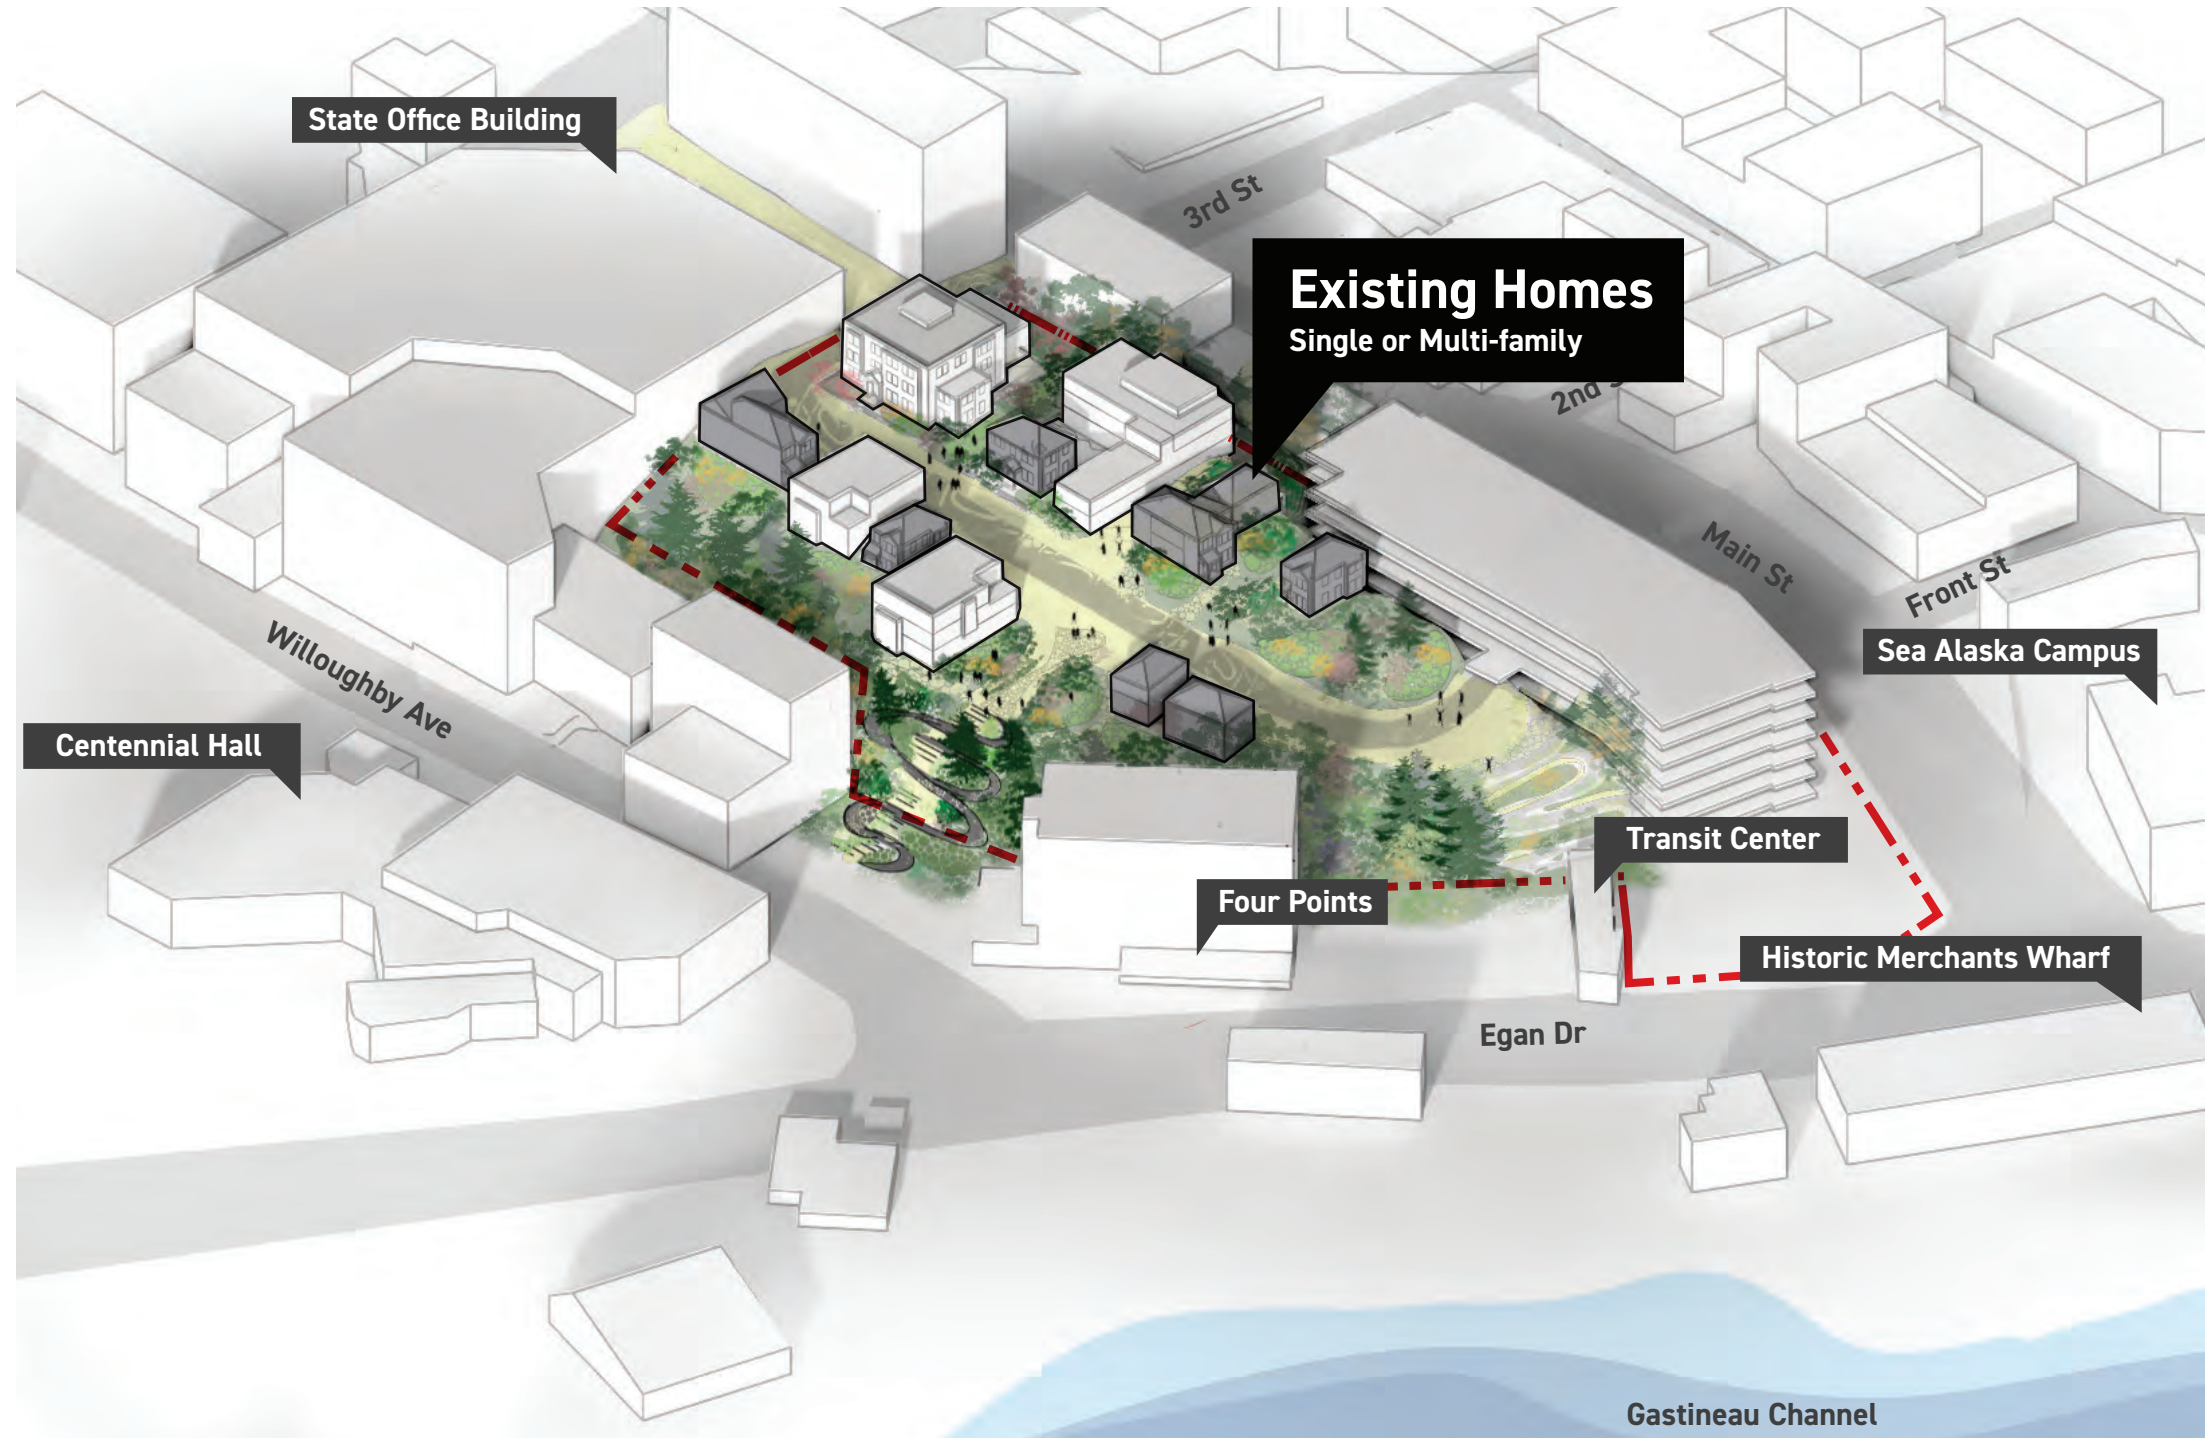 State Office Building
3rd St
Existing Homes
Single or Multi-family
2nd
Main St
Front St
Sea Alaska Campus
Willoughby Ave
Centennial Hall
Transit Center
Four Points
Historic Merchants Wharf
Egan Dr
Gastineau Channel